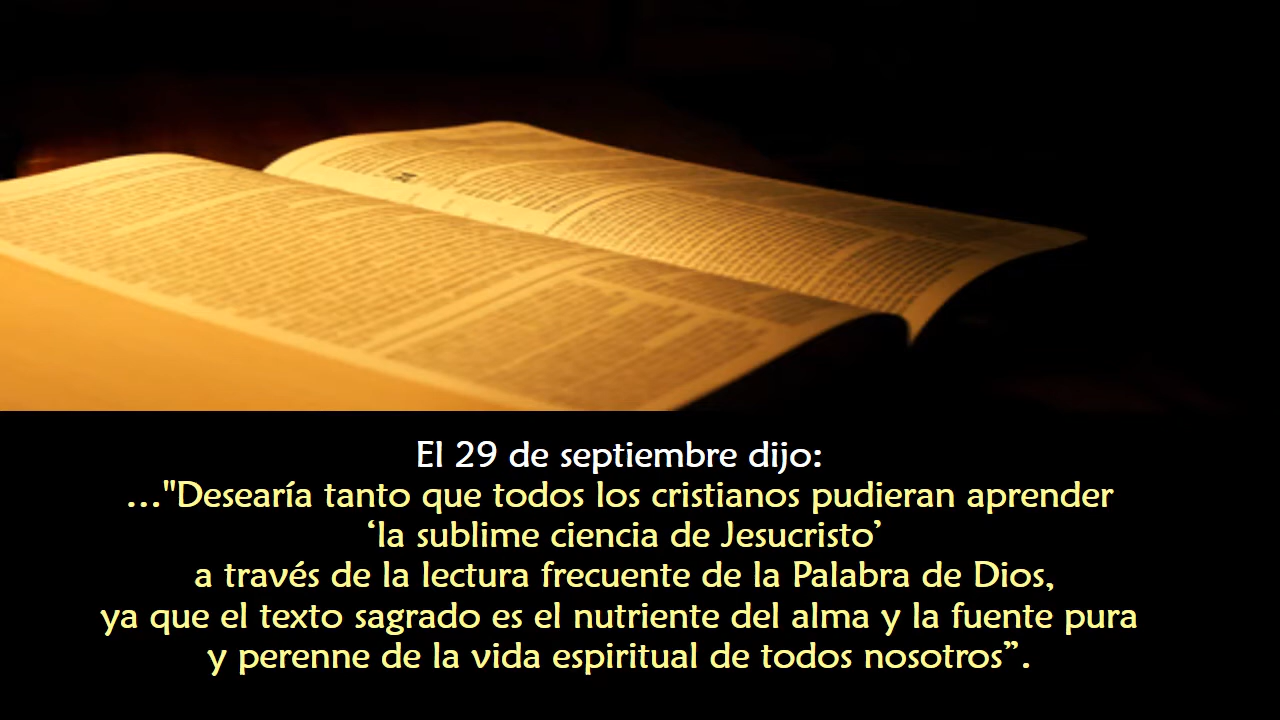 El 29 de septiembre dijo:
..."Desearía tanto que todos los cristianos pudieran aprender
‘la sublime ciencia de Jesucristo’
a través de la lectura frecuente de la Palabra de Dios,
ya que el texto sagrado es el nutriente del alma y la fuente pura
y perenne de la vida espiritual de todos nosotros”.